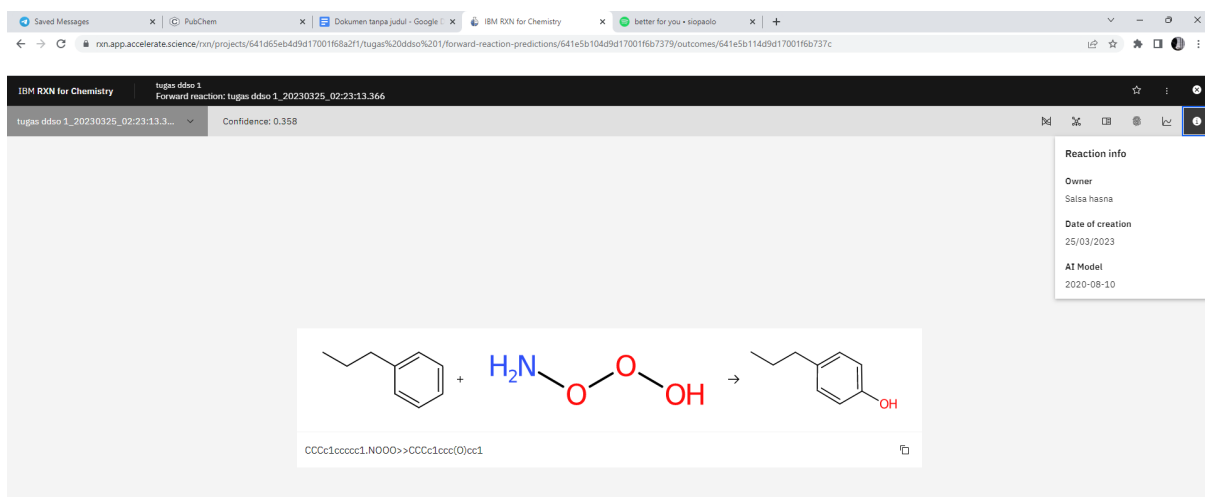 Saved Messages
PubChem
Dokumen tanpa judul - Google D
IBM RXN for Chemistry
better for you • siopaolo
rxn.app.accelerate.science/rxn/projects/641d65eb4d9d17001f68a2f1/tugas%20ddso%201/forward-reaction-predictions/641e5b104d9d17001f6b7379/outcomes/641e5b114d9d17001f6b737c
IBM RXN for Chemistry
tugas ddso 1
Forward reaction: tugas ddso 1_20230325_02:23:13.366
tugas ddso 1_20230325_02:23:13.3...
Confidence: 0.358
Reaction info
Owner
Salsa hasna
Date of creation
25/03/2023
AI Model
2020-08-10
+
H2N
O
O
OH
→
OH
CCCc1ccccc1.NOOO>>CCCc1ccc(O)cc1